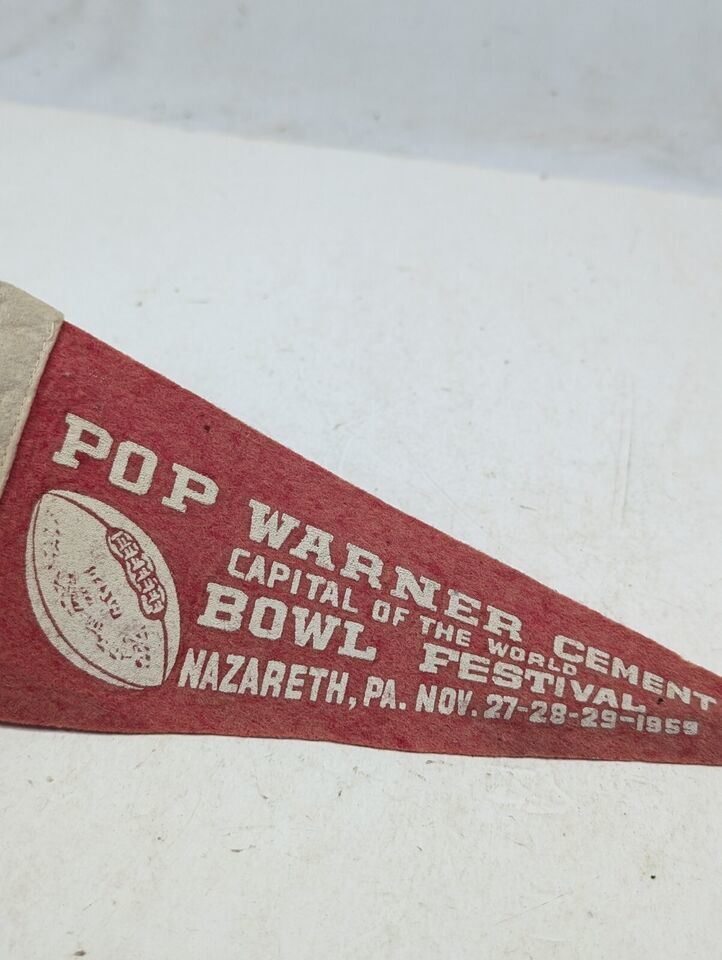 POP WARNER CEMENT
CAPITAL OF THE WORLD
BOWL FESTIVAL
NAZARETH, PA. NOV. 27-28-29-1959